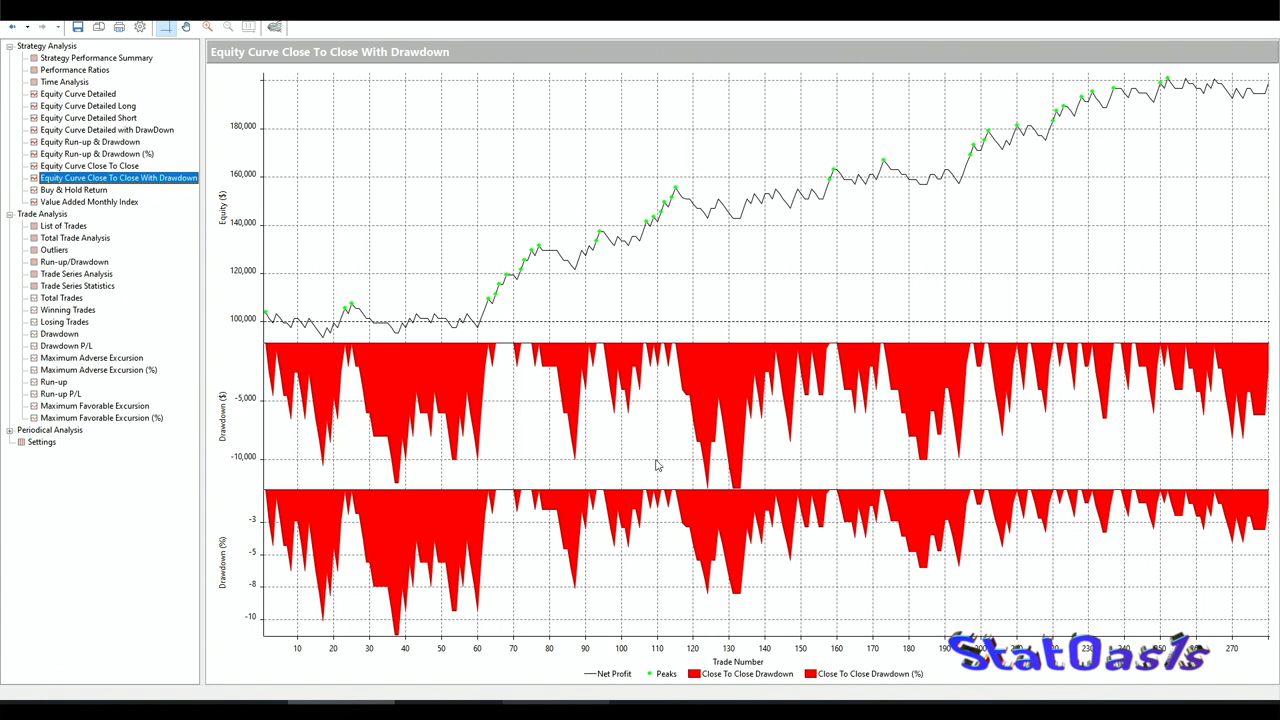 Strategy Analysis
Strategy Performance Summary
Performance Ratios
Time Analysis
Equity Curve Detailed
Equity Curve Detailed Long
Equity Curve Detailed Short
Equity Curve Detailed with DrawDown
Equity Run-up & Drawdown
Equity Run-up & Drawdown (%)
Equity Curve Close To Close
Equity Curve Close To Close With Drawdown
Buy & Hold Return
Value Added Monthly Index
Trade Analysis
List of Trades
Total Trade Analysis
Outliers
Run-up/Drawdown
Trade Series Analysis
Trade Series Statistics
Total Trades
Winning Trades
Losing Trades
Drawdown
Drawdown P/L
Maximum Adverse Excursion
Maximum Adverse Excursion (%)
Run-up
Run-up P/L
Maximum Favorable Excursion
Maximum Favorable Excursion (%)
Periodical Analysis
Settings
Equity Curve Close To Close With Drawdown
Equity ($)
180,000
160,000
140,000
120,000
100,000
Drawdown ($)
-5,000
-10,000
Drawdown (%)
-3
-5
-8
-10
10 20 30 40 50 60 70 80 90 100 110 120 130 140 150 160 170 180 190 200 210 220 230 240 250 260 270
StatOas1s
Trade Number
Net Profit Peaks Close To Close Drawdown Close To Close Drawdown (%)